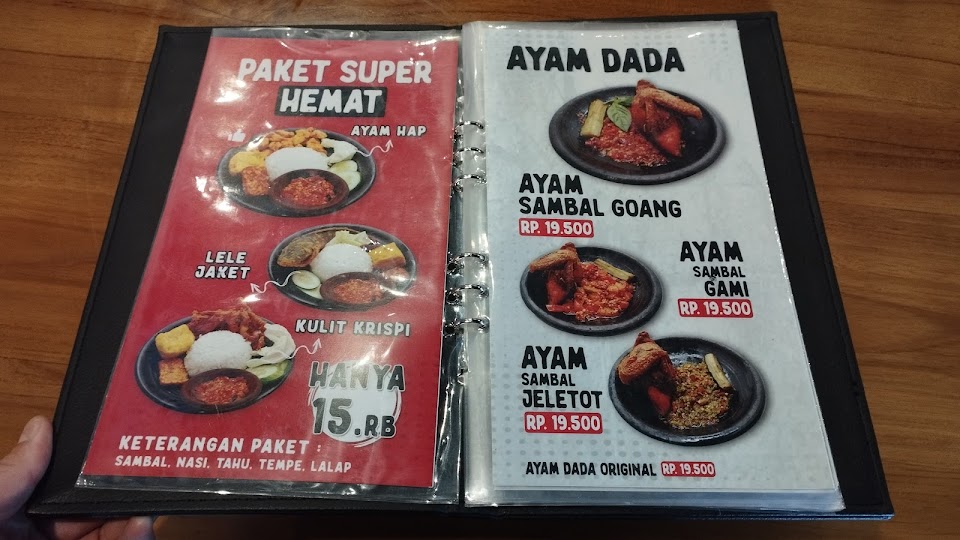 PAKET SUPER
HEMAT
AYAM HAP
LELE
JAKET
KULIT KRISPI
HANYA
15.RB
KETERANGAN PAKET :
SAMBAL, NASI, TAHU, TEMPE, LALAP
AYAM DADA
AYAM
SAMBAL GOANG
RP. 19.500
AYAM
SAMBAL
GAMI
RP. 19.500
AYAM
SAMBAL
JELETOT
RP. 19.500
AYAM DADA ORIGINAL RP. 19.500